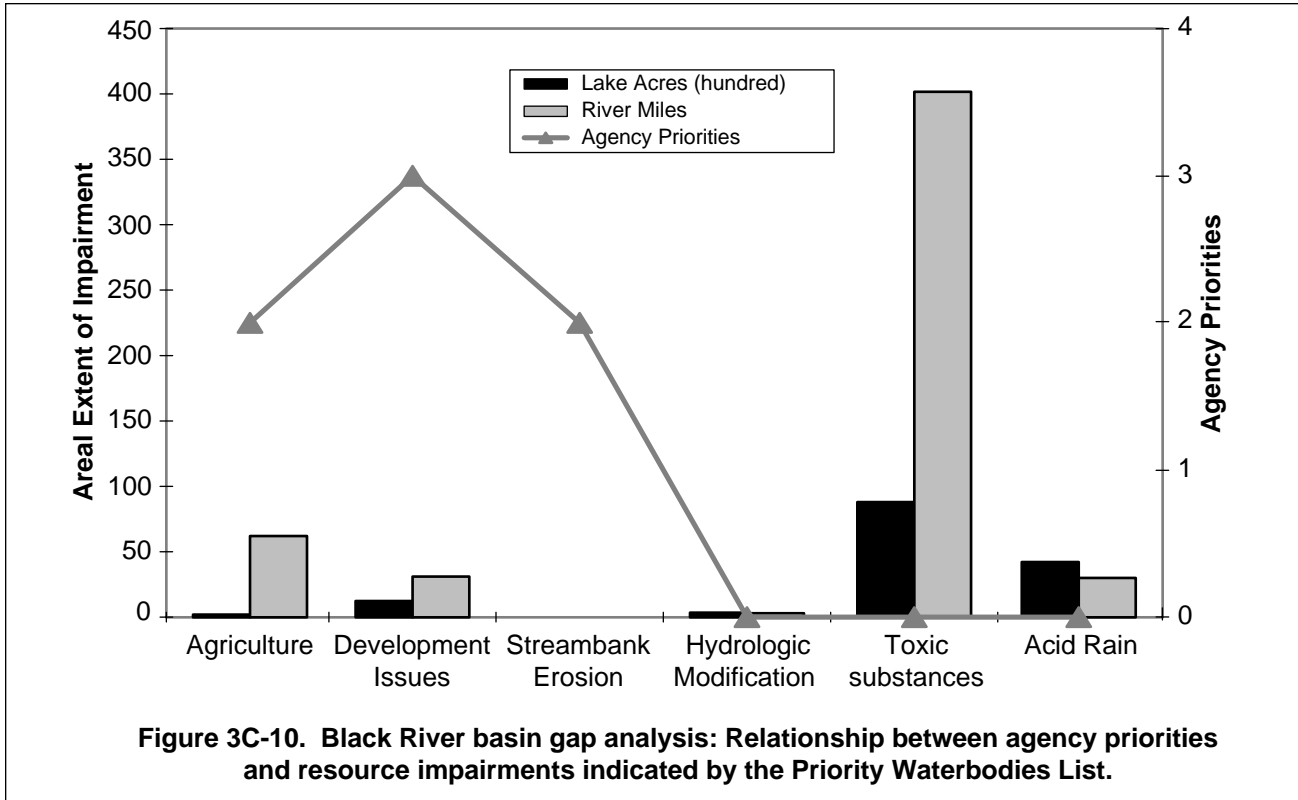 450
400
350
300
250
200
150
100
50
0
Areal Extent of Impairment
Lake Acres (hundred)
River Miles
Agency Priorities
4
3
2
1
0
Agency Priorities
Agriculture
Development
Issues
Streambank
Erosion
Hydrologic
Modification
Toxic
substances
Acid Rain
Figure 3C-10. Black River basin gap analysis: Relationship between agency priorities
and resource impairments indicated by the Priority Waterbodies List.